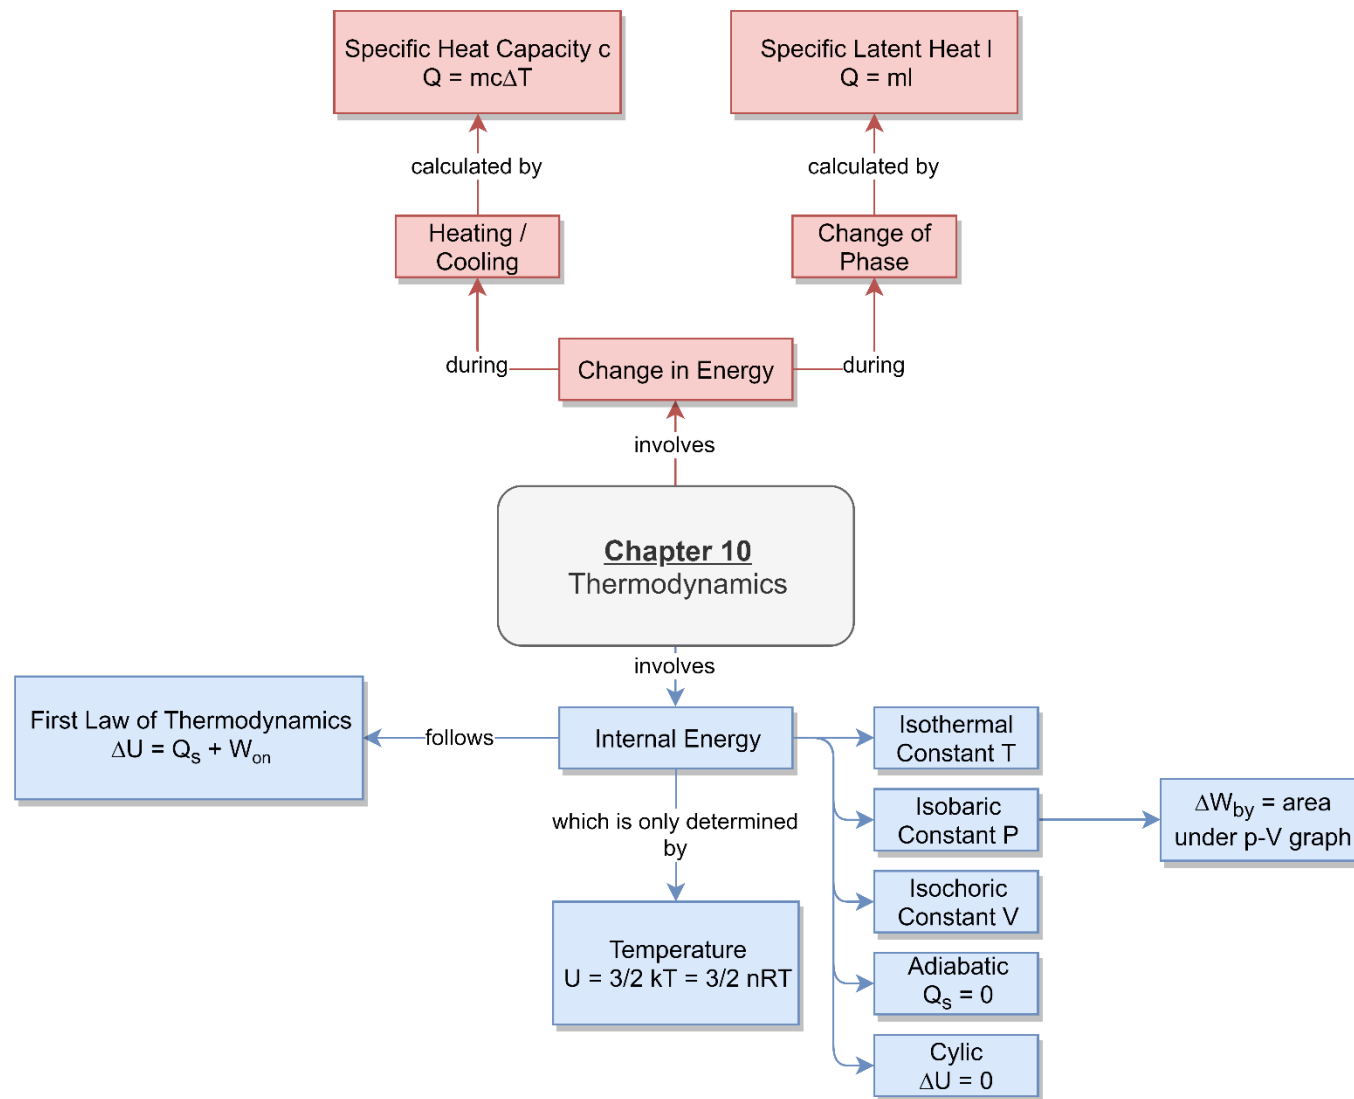 Specific Heat Capacity c
Q = mcΔT
Specific Latent Heat l
Q = ml
calculated by
calculated by
Heating /
Cooling
Change of
Phase
during
Change in Energy
during
involves
Chapter 10
Thermodynamics
involves
First Law of Thermodynamics
ΔU = Qs + Won
follows
Internal Energy
Isothermal
Constant T
which is only determined
by
Isobaric
Constant P
ΔWby = area
under p-V graph
Isochoric
Constant V
Temperature
U = 3/2 kT = 3/2 nRT
Adiabatic
Qs = 0
Cylic
ΔU = 0